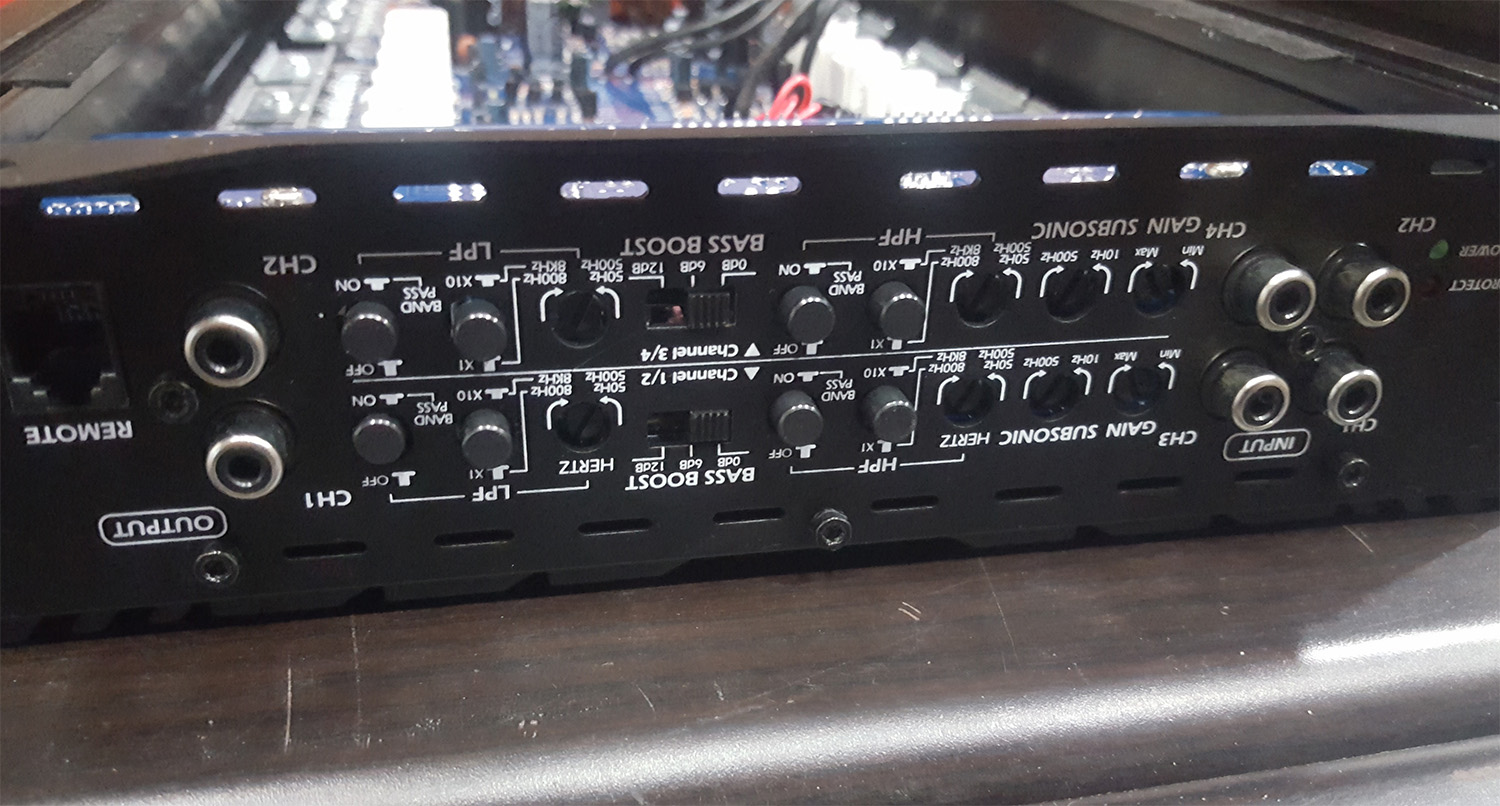 OUTPUT
HPF
LPF
CH1
INPUT
CH3 GAIN SUBSONIC HERTZ
BASS BOOST
HERTZ
CH1
REMOTE
OFF
X1
0dB 6dB 12dB
X1
OFF
Min Max 10Hz 500Hz 50Hz 500Hz
800Hz 8KHz
X10
BAND PASS
ON
50Hz 500Hz
800Hz 8KHz
X10
BAND PASS
ON
▲ Channel 1/2
▼ Channel 3/4
X1
OFF
X1
OFF
PROTECT
POWER
Min Max 10Hz 500Hz 50Hz 500Hz
800Hz 8KHz
X10
BAND PASS
ON
0dB 6dB 12dB
50Hz 500Hz
800Hz 8KHz
X10
BAND PASS
ON
CH2
CH4 GAIN SUBSONIC
HPF
BASS BOOST
LPF
CH2